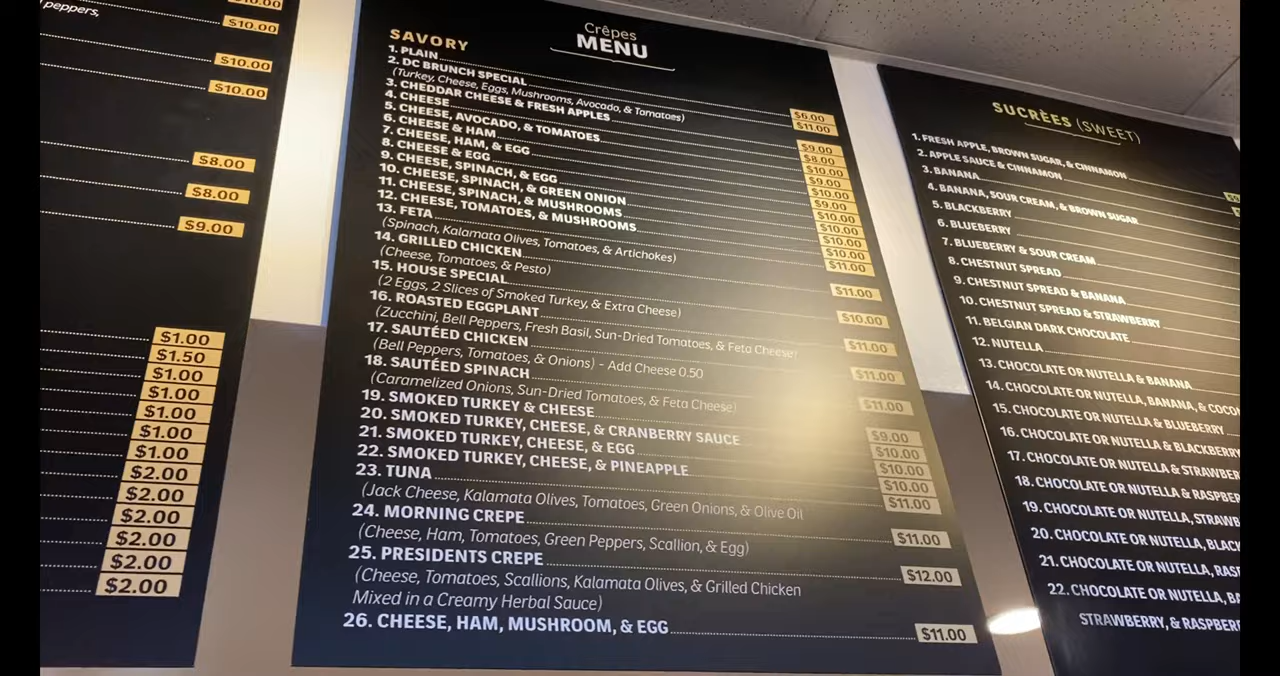 peppers,
$10.00
$10.00
$10.00
$10.00
$8.00
$8.00
$9.00
$1.00
$1.50
$1.00
$1.00
$1.00
$1.00
$1.00
$2.00
$2.00
$2.00
$2.00
$2.00
$2.00
Crêpes
MENU
SAVORY
1. PLAIN $6.00
2. DC BRUNCH SPECIAL $11.00
(Turkey, Cheese, Eggs, Mushrooms, Avocado, & Tomatoes)
3. CHEDDAR CHEESE & FRESH APPLES $9.00
4. CHEESE $8.00
5. CHEESE, AVOCADO, & TOMATOES $10.00
6. CHEESE & HAM $9.00
7. CHEESE, HAM, & EGG $10.00
8. CHEESE & EGG $9.00
9. CHEESE, SPINACH, & EGG $10.00
10. CHEESE, SPINACH, & GREEN ONION $10.00
11. CHEESE, SPINACH, & MUSHROOMS $10.00
12. CHEESE, TOMATOES, & MUSHROOMS $10.00
13. FETA $11.00
(Spinach, Kalamata Olives, Tomatoes, & Artichokes)
14. GRILLED CHICKEN $11.00
(Cheese, Tomatoes, & Pesto)
15. HOUSE SPECIAL $10.00
(2 Eggs, 2 Slices of Smoked Turkey, & Extra Cheese)
16. ROASTED EGGPLANT $11.00
(Zucchini, Bell Peppers, Fresh Basil, Sun-Dried Tomatoes, & Feta Cheese)
17. SAUTÉED CHICKEN $11.00
(Bell Peppers, Tomatoes, & Onions) - Add Cheese 0.50
18. SAUTÉED SPINACH $11.00
(Caramelized Onions, Sun-Dried Tomatoes, & Feta Cheese)
19. SMOKED TURKEY & CHEESE $9.00
20. SMOKED TURKEY, CHEESE, & CRANBERRY SAUCE $10.00
21. SMOKED TURKEY, CHEESE, & EGG $10.00
22. SMOKED TURKEY, CHEESE, & PINEAPPLE $10.00
23. TUNA $11.00
(Jack Cheese, Kalamata Olives, Tomatoes, Green Onions, & Olive Oil
24. MORNING CREPE $11.00
(Cheese, Ham, Tomatoes, Green Peppers, Scallion, & Egg)
25. PRESIDENTS CREPE $12.00
(Cheese, Tomatoes, Scallions, Kalamata Olives, & Grilled Chicken
Mixed in a Creamy Herbal Sauce)
26. CHEESE, HAM, MUSHROOM, & EGG $11.00
SUCRÈES (SWEET)
1. FRESH APPLE, BROWN SUGAR, & CINNAMON
2. APPLE SAUCE & CINNAMON
3. BANANA
4. BANANA, SOUR CREAM, & BROWN SUGAR
5. BLACKBERRY
6. BLUEBERRY
7. BLUEBERRY & SOUR CREAM
8. CHESTNUT SPREAD
9. CHESTNUT SPREAD & BANANA
10. CHESTNUT SPREAD & STRAWBERRY
11. BELGIAN DARK CHOCOLATE
12. NUTELLA
13. CHOCOLATE OR NUTELLA & BANANA
14. CHOCOLATE OR NUTELLA, BANANA, & COCO
15. CHOCOLATE OR NUTELLA & BLUEBERRY
16. CHOCOLATE OR NUTELLA & BLACKBERRY
17. CHOCOLATE OR NUTELLA & STRAWBER
18. CHOCOLATE OR NUTELLA & RASPBE
19. CHOCOLATE OR NUTELLA, STRAWB
20. CHOCOLATE OR NUTELLA, BLACK
21. CHOCOLATE OR NUTELLA, RAS
22. CHOCOLATE OR NUTELLA, BA
STRAWBERRY, & RASPBER